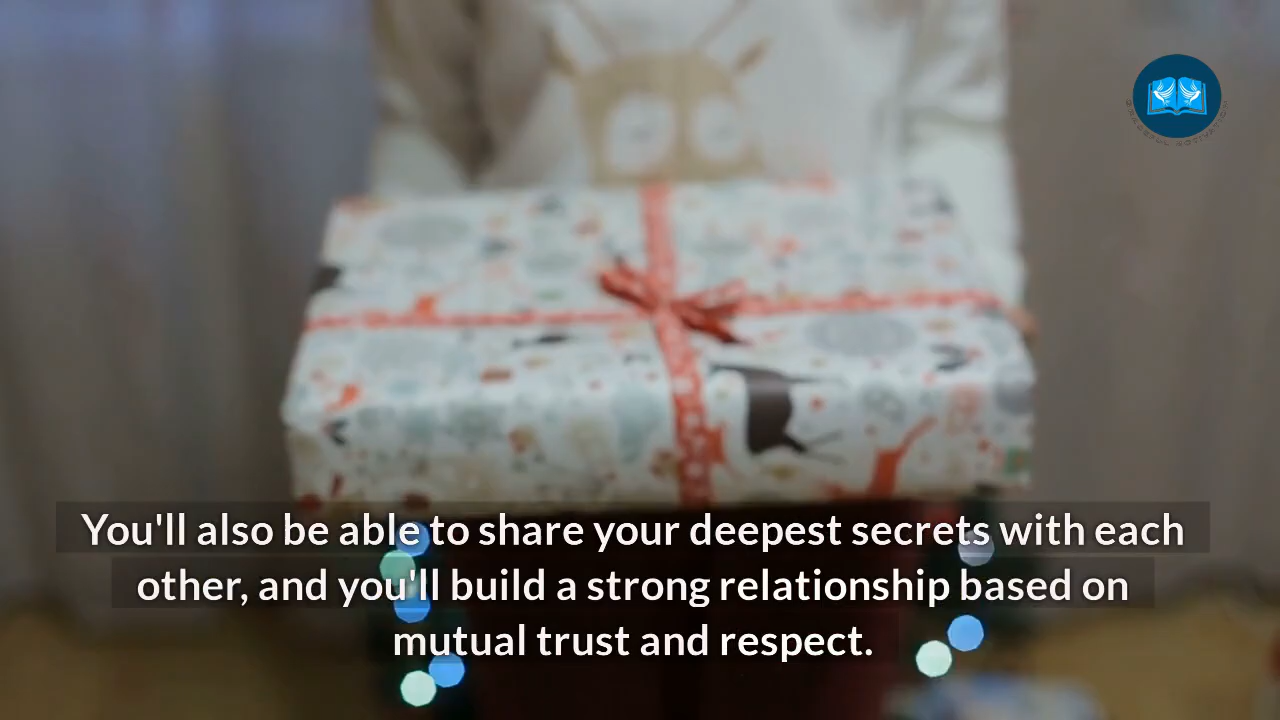 You'll also be able to share your deepest secrets with each
other, and you'll build a strong relationship based on
mutual trust and respect.